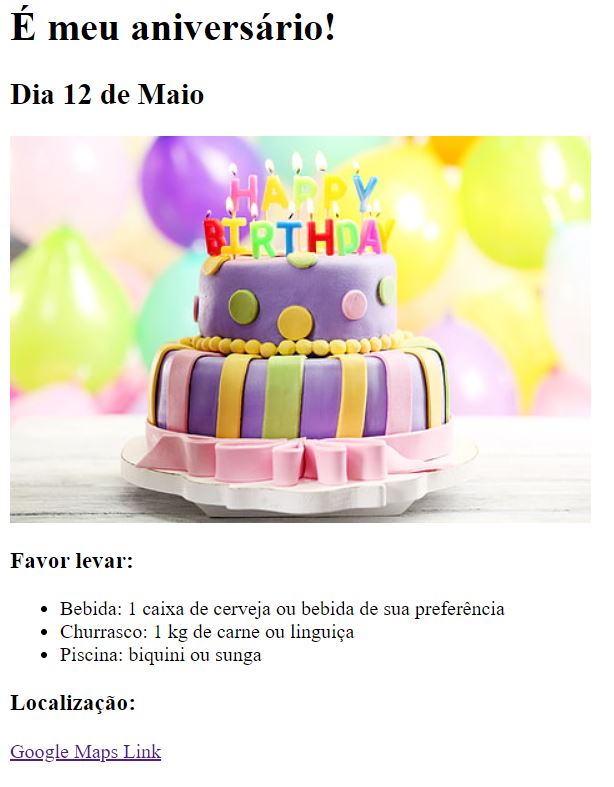 É meu aniversário!
Dia 12 de Maio
HAPPY
BIRTHDAY
Favor levar:
Bebida: 1 caixa de cerveja ou bebida de sua preferência
Churrasco: 1 kg de carne ou linguiça
Piscina: biquini ou sunga
Localização:
Google Maps Link